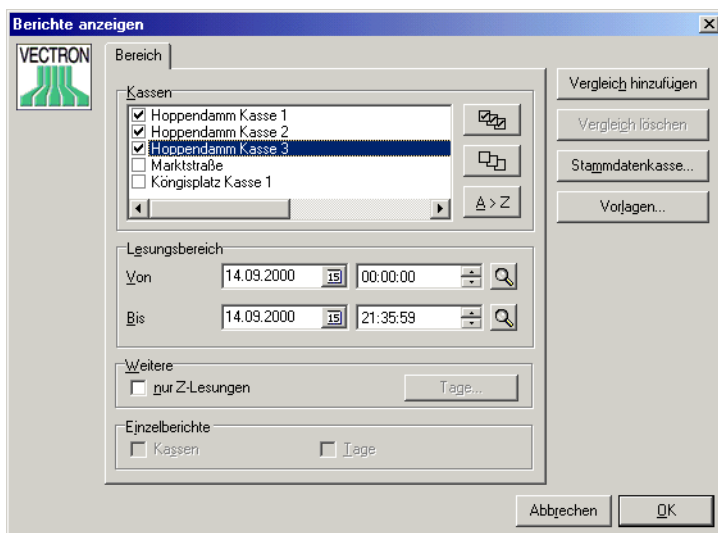 Berichte anzeigen
VECTRON
Bereich
Kassen
Hoppendamm Kasse 1
Hoppendamm Kasse 2
Hoppendamm Kasse 3
Marktstraße
Köngisplatz Kasse 1
A>Z
Vergleich hinzufügen
Vergleich löschen
Stammdatenkasse...
Vorlagen...
Lesungsbereich
Von 14.09.2000 15 00:00:00
Bis 14.09.2000 15 21:35:59
Weitere
nur Z-Lesungen Tage...
Einzelberichte
Kassen Tage
Abbrechen OK